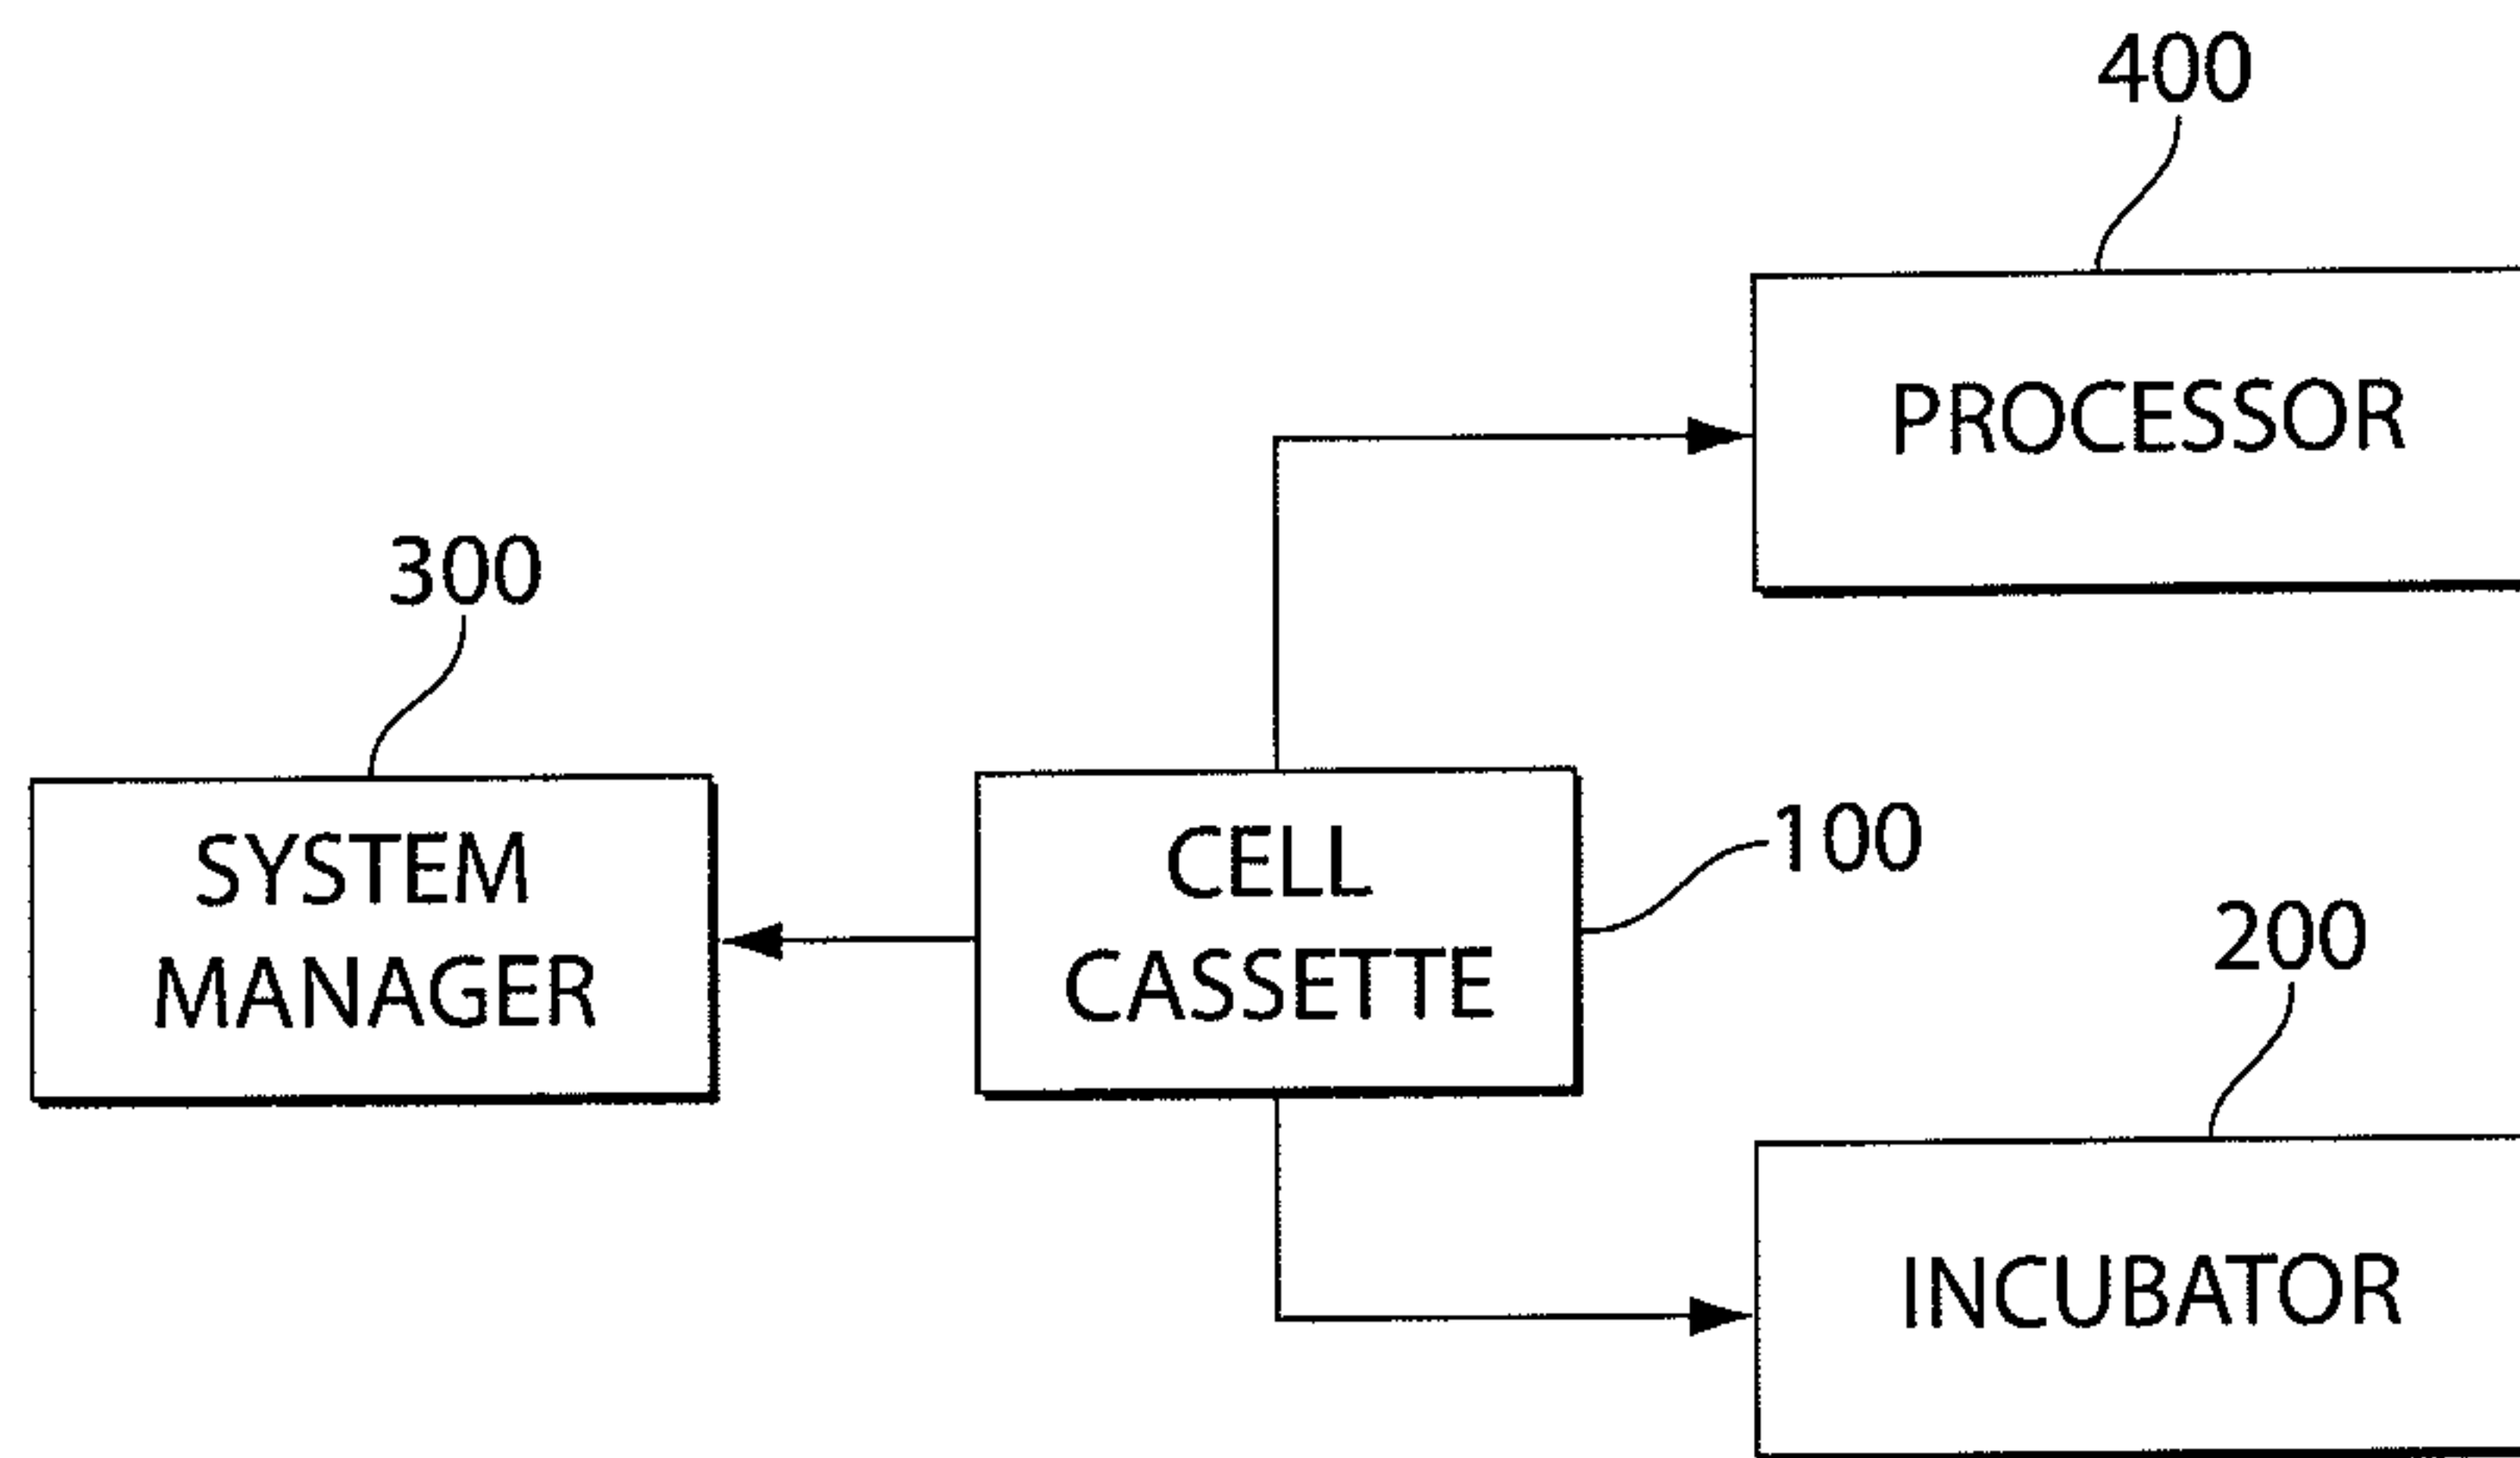 400
PROCESSOR
300
SYSTEM
MANAGER
CELL
CASSETTE
100
200
INCUBATOR